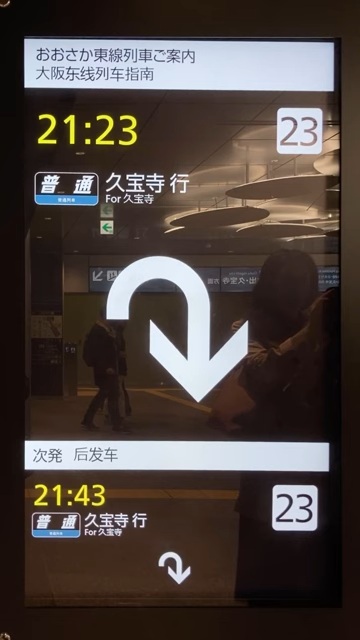 おおさか東線列車ご案内
大阪东线列车指南
21:23
23
普通
普通列車
久宝寺 行
For 久宝寺
次発 后发车
21:43
23
普通
普通列車
久宝寺 行
For 久宝寺